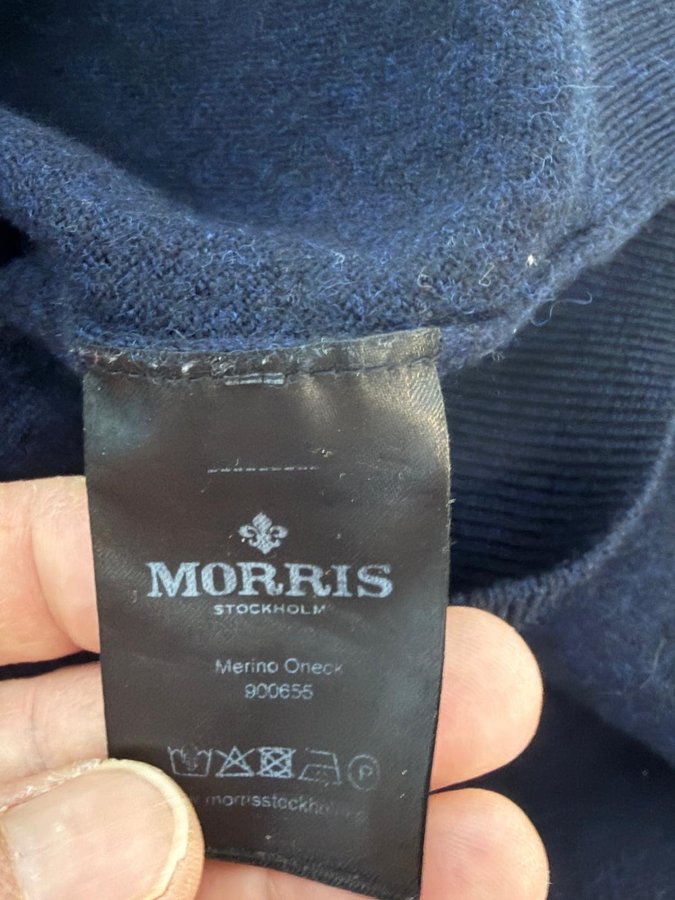 MORRIS
STOCKHOLM
Merino Oneck
900655
P